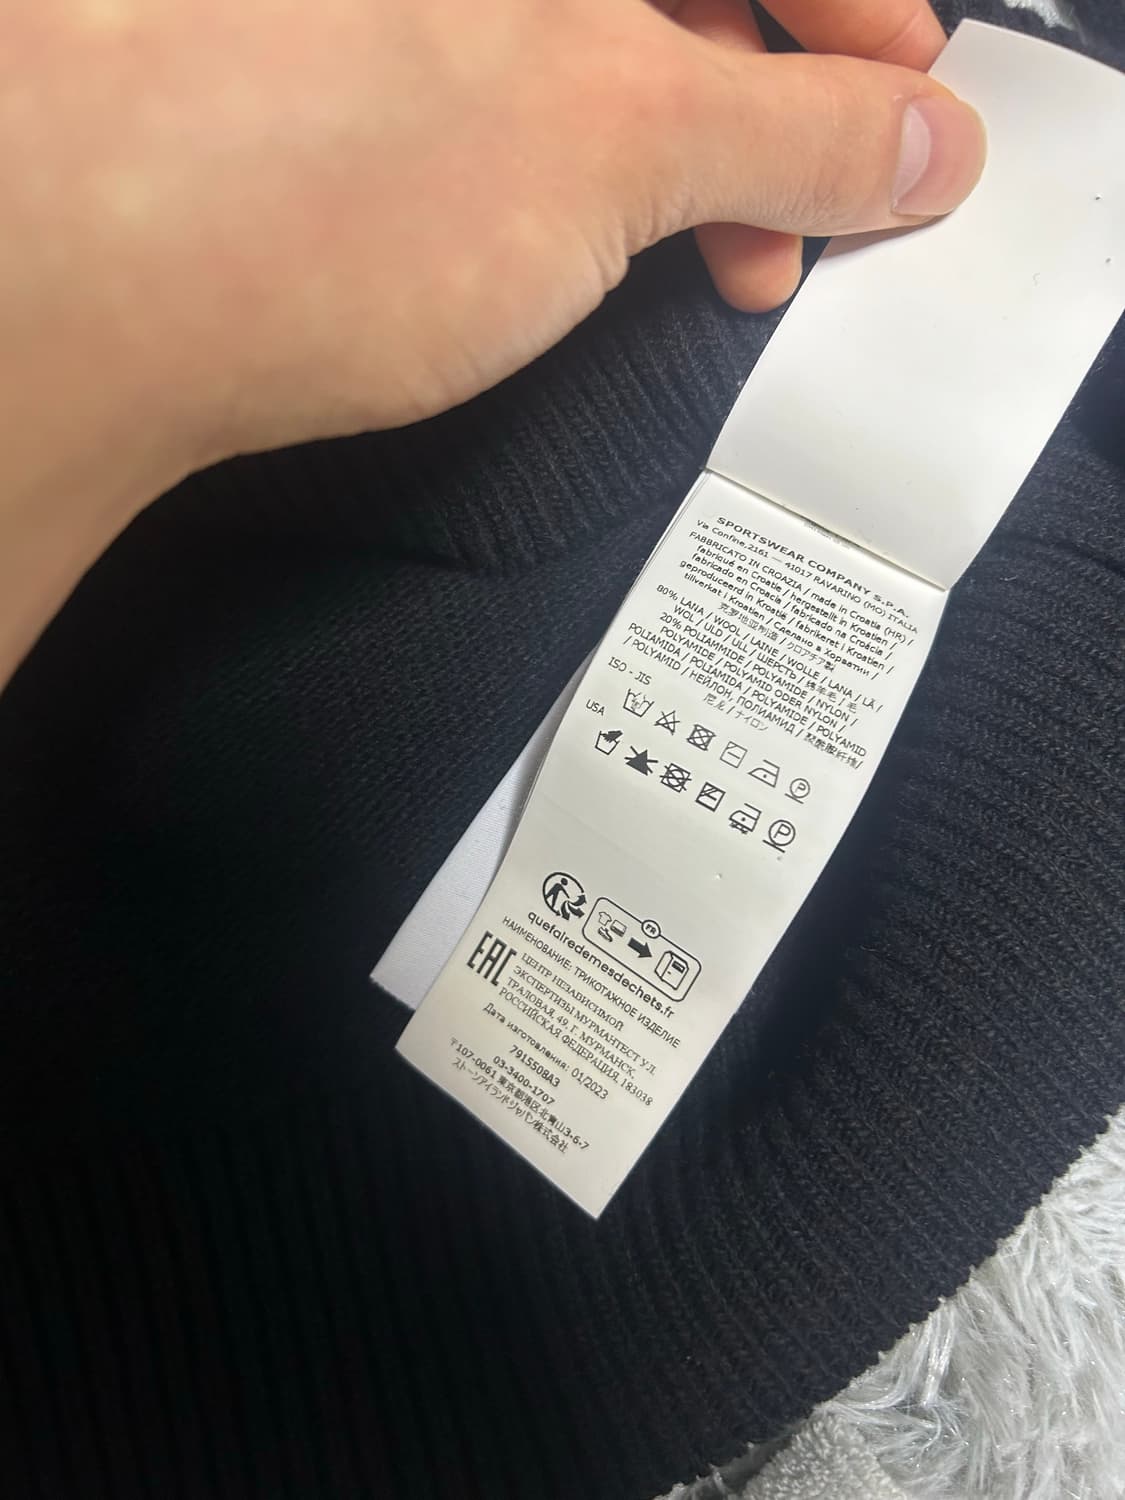 SPORTSWEAR COMPANY S.P.A.
Via Confine,2161 — 41017 RAVARINO (MO) ITALIA
FABBRICATO IN CROAZIA / made in Croatia (HR) /
fabriqué en Croatie / hergestellt in Kroatien /
fabricado en Croacia / fabricado na Croácia /
geproduceerd in Kroatië / fabrikeret i Kroatien /
tillverkat i Kroatien / Сделано в Хорватии /
克罗地亚制造 / クロアチア製
80% LANA / WOOL / LAINE / WOLLE / LANA / LÃ /
WOL / ULD / ULL / ШЕРСТЬ / 绵羊毛 / 毛
20% POLIAMMIDE / POLYAMIDE / NYLON /
POLYAMIDE / POLYAMID ODER NYLON /
POLIAMIDA / POLIAMIDA / POLYAMIDE / POLYAMID
/ POLYAMID / НЕЙЛОН, ПОЛИАМИД / 聚酰胺纤维/
尼龙 / ナイロン
ISO - JIS
P
USA
P
FR
quefairedemesdechets.fr
НАИМЕНОВАНИЕ: ТРИКОТАЖНОЕ ИЗДЕЛИЕ
EAC
ЦЕНТР НЕЗАВИСИМОЙ
ЭКСПЕРТИЗЫ МУРМАНТЕСТ УЛ.
ТРАЛОВАЯ, 49, Г. МУРМАНСК,
РОССИЙСКАЯ ФЕДЕРАЦИЯ, 183038
Дата изготовления: 01/2023
7915508A3
03-3400-1707
〒107-0061 東京都港区北青山3-6-7
ストーンアイランドジャパン株式会社